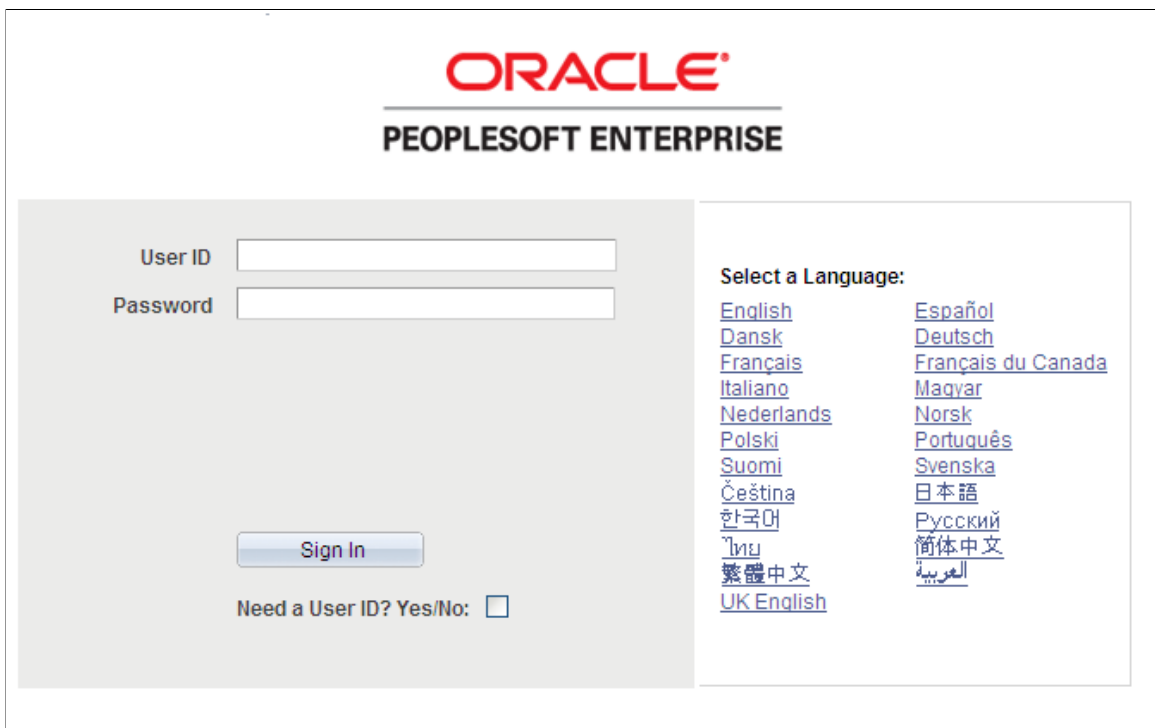 ORACLE
PEOPLESOFT ENTERPRISE
User ID
Password
Sign In
Need a User ID? Yes/No:
Select a Language:
English Español
Dansk Deutsch
Français Français du Canada
Italiano Magyar
Nederlands Norsk
Polski Português
Suomi Svenska
Čeština 日本語
한국어 Русский
ไทย 简体中文
繁體中文 العربية
UK English